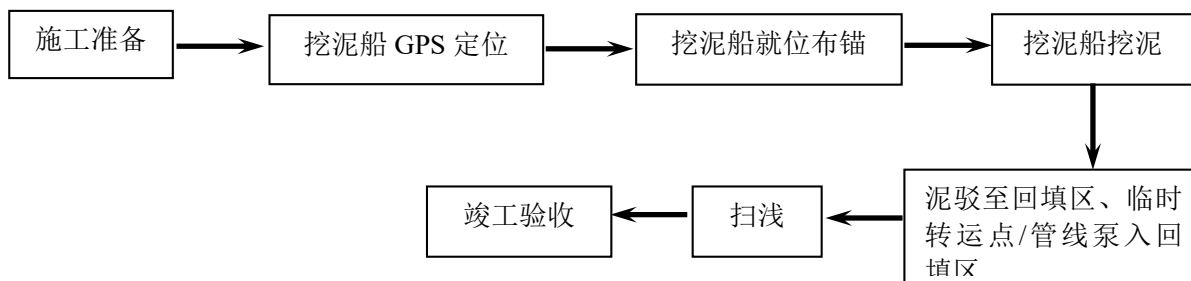 施工准备
挖泥船 GPS 定位
挖泥船就位布锚
挖泥船挖泥
泥驳至回填区、临时
转运点/管线泵入回
填区
扫浅
竣工验收